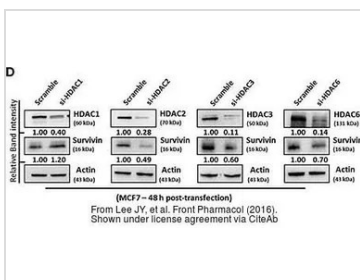 D
Scramble
si-HDAC1
Scramble
si-HDAC2
Scramble
si-HDAC3
Scramble
si-HDAC6
Relative Band intensity
HDAC1
(60 kDa)
HDAC2
(70 kDa)
HDAC3
(50 kDa)
HDAC6
(131 kDa)
1.00 0.40
1.00 0.28
1.00 0.11
1.00 0.14
Survivin
(16 kDa)
Survivin
(16 kDa)
Survivin
(16 kDa)
Survivin
(16 kDa)
1.00 1.20
1.00 0.49
1.00 0.60
1.00 0.70
Actin
(43 kDa)
Actin
(43 kDa)
Actin
(43 kDa)
Actin
(43 kDa)
(MCF7 – 48 h post-transfection)
From Lee JY, et al. Front Pharmacol (2016).
Shown under license agreement via CiteAb